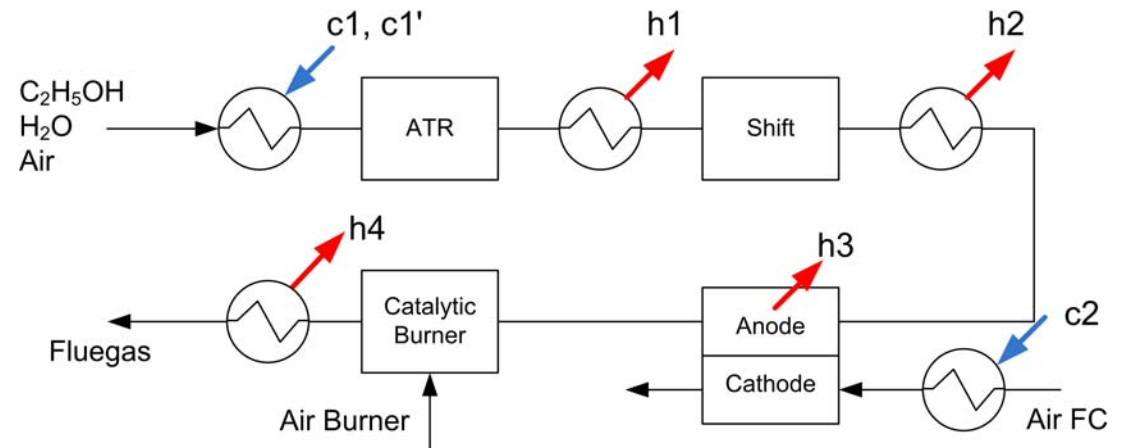 c1, c1'
h1
h2
C₂H₅OH
H₂O
Air
ATR
Shift
h4
h3
Catalytic
Burner
Anode
c2
Fluegas
Cathode
Air Burner
Air FC